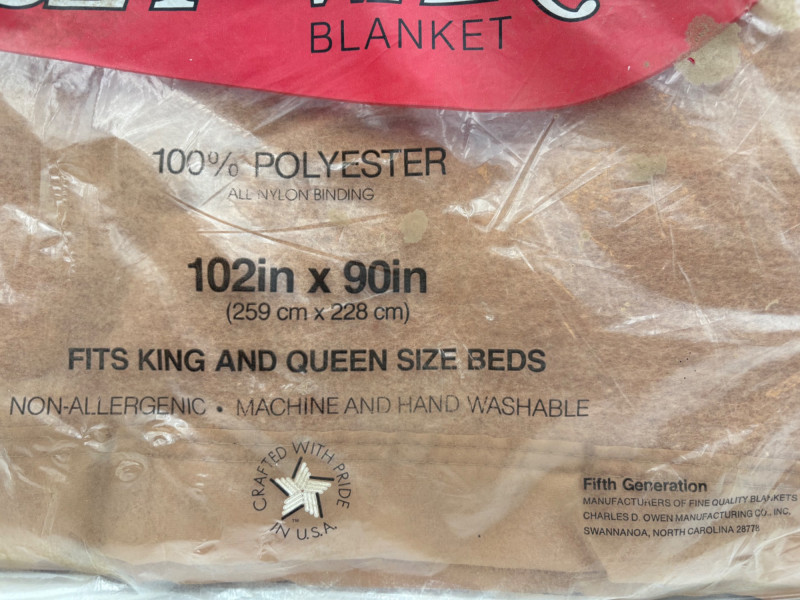 BLANKET
100% POLYESTER
ALL NYLON BINDING
102in x 90in
(259 cm x 228 cm)
FITS KING AND QUEEN SIZE BEDS
NON-ALLERGENIC • MACHINE AND HAND WASHABLE
CRAFTED WITH PRIDE
IN U.S.A.
™
Fifth Generation
MANUFACTURERS OF FINE QUALITY BLANKETS
CHARLES D. OWEN MANUFACTURING CO., INC.
SWANNANOA, NORTH CAROLINA 28778